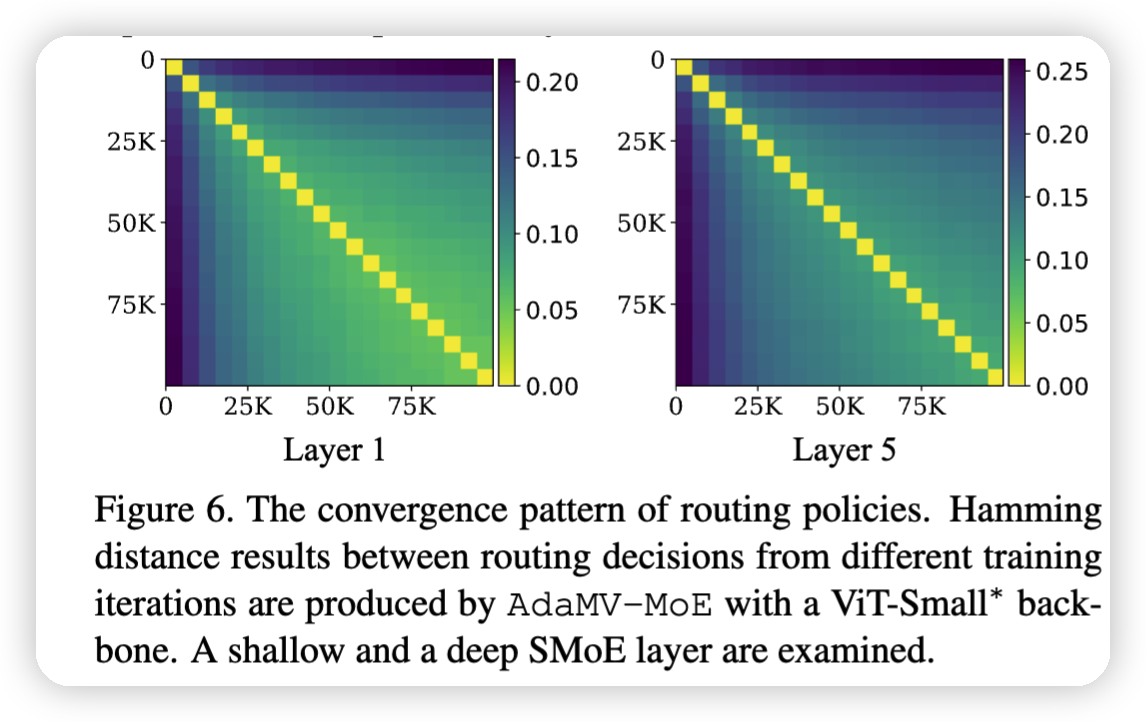 0
25K
50K
75K
0
25K
50K
75K
0.20
0.15
0.10
0.05
0.00
Layer 1
0
25K
50K
75K
0
25K
50K
75K
0.25
0.20
0.15
0.10
0.05
0.00
Layer 5
Figure 6. The convergence pattern of routing policies. Hamming
distance results between routing decisions from different training
iterations are produced by AdaMV-MoE with a ViT-Small* back-
bone. A shallow and a deep SMoE layer are examined.